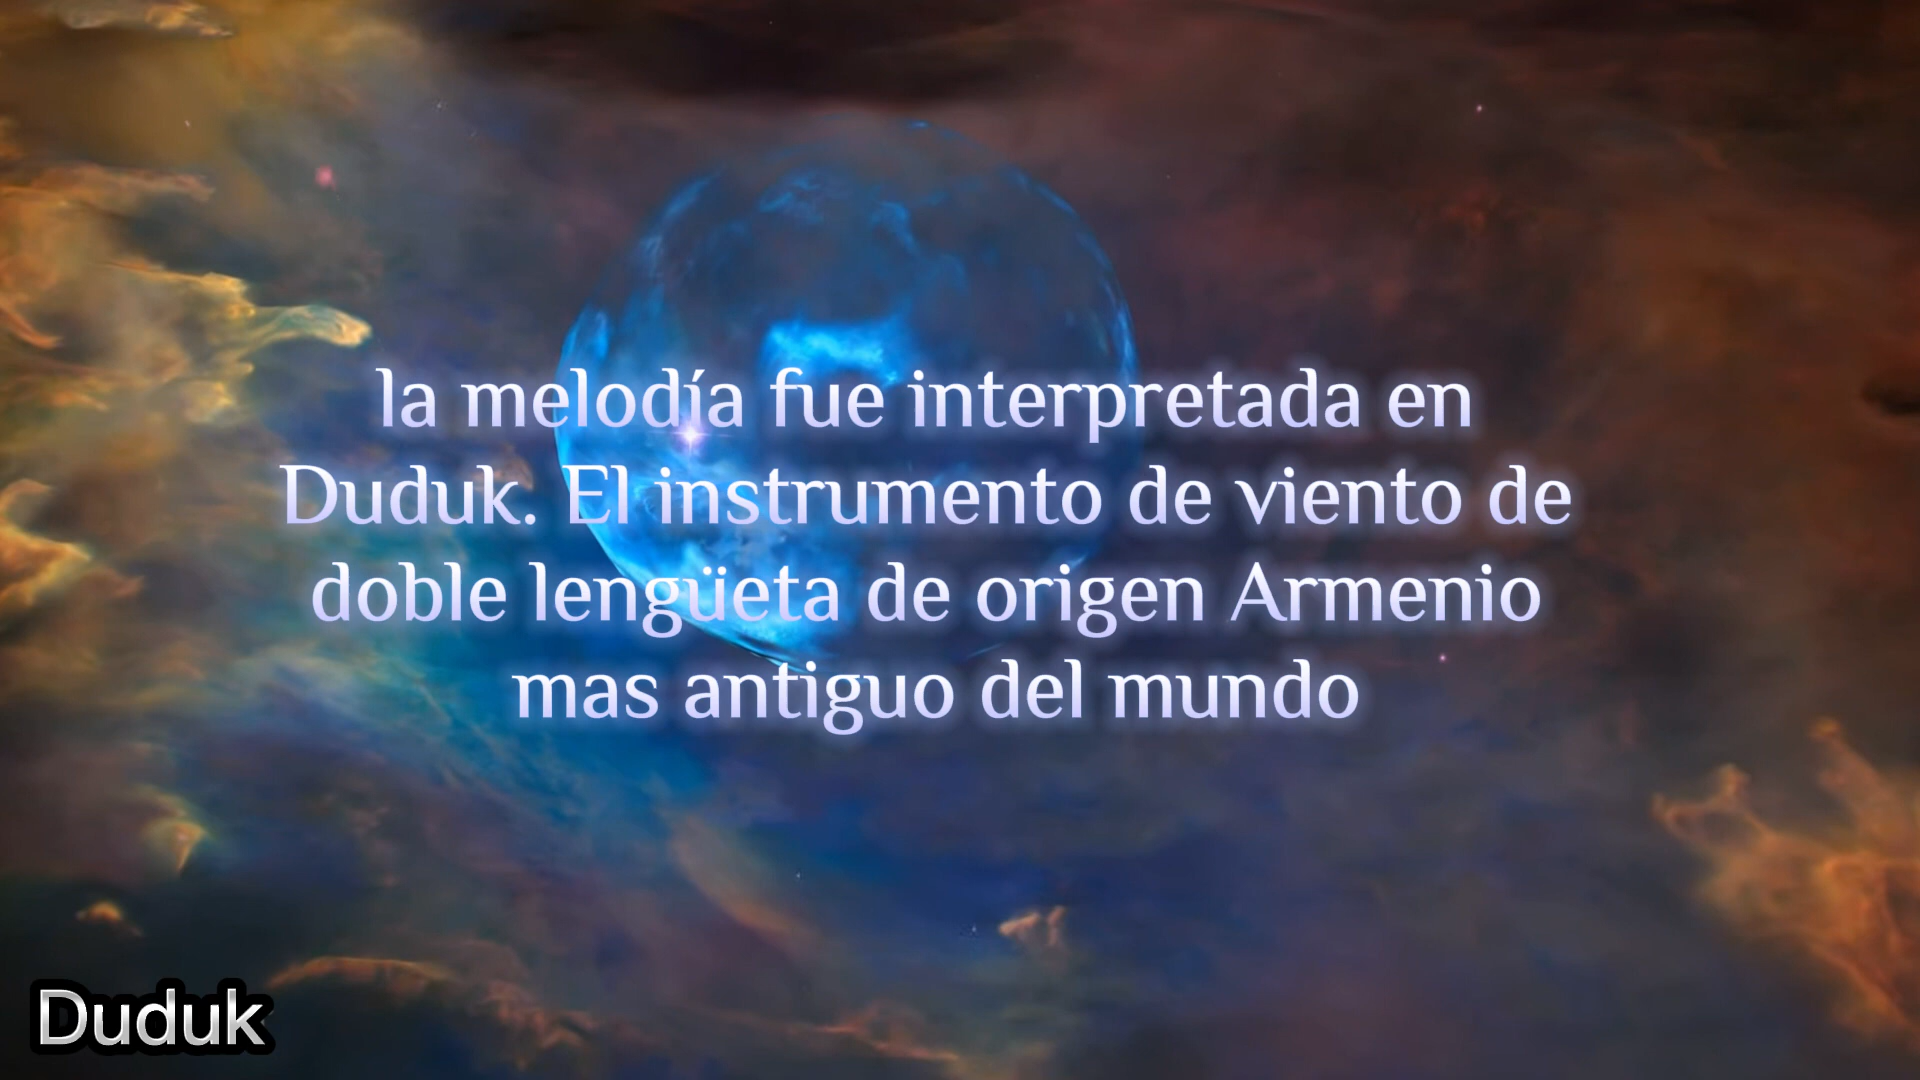 la melodía fue interpretada en
Duduk. El instrumento de viento de
doble lengüeta de origen Armenio
mas antiguo del mundo
Duduk